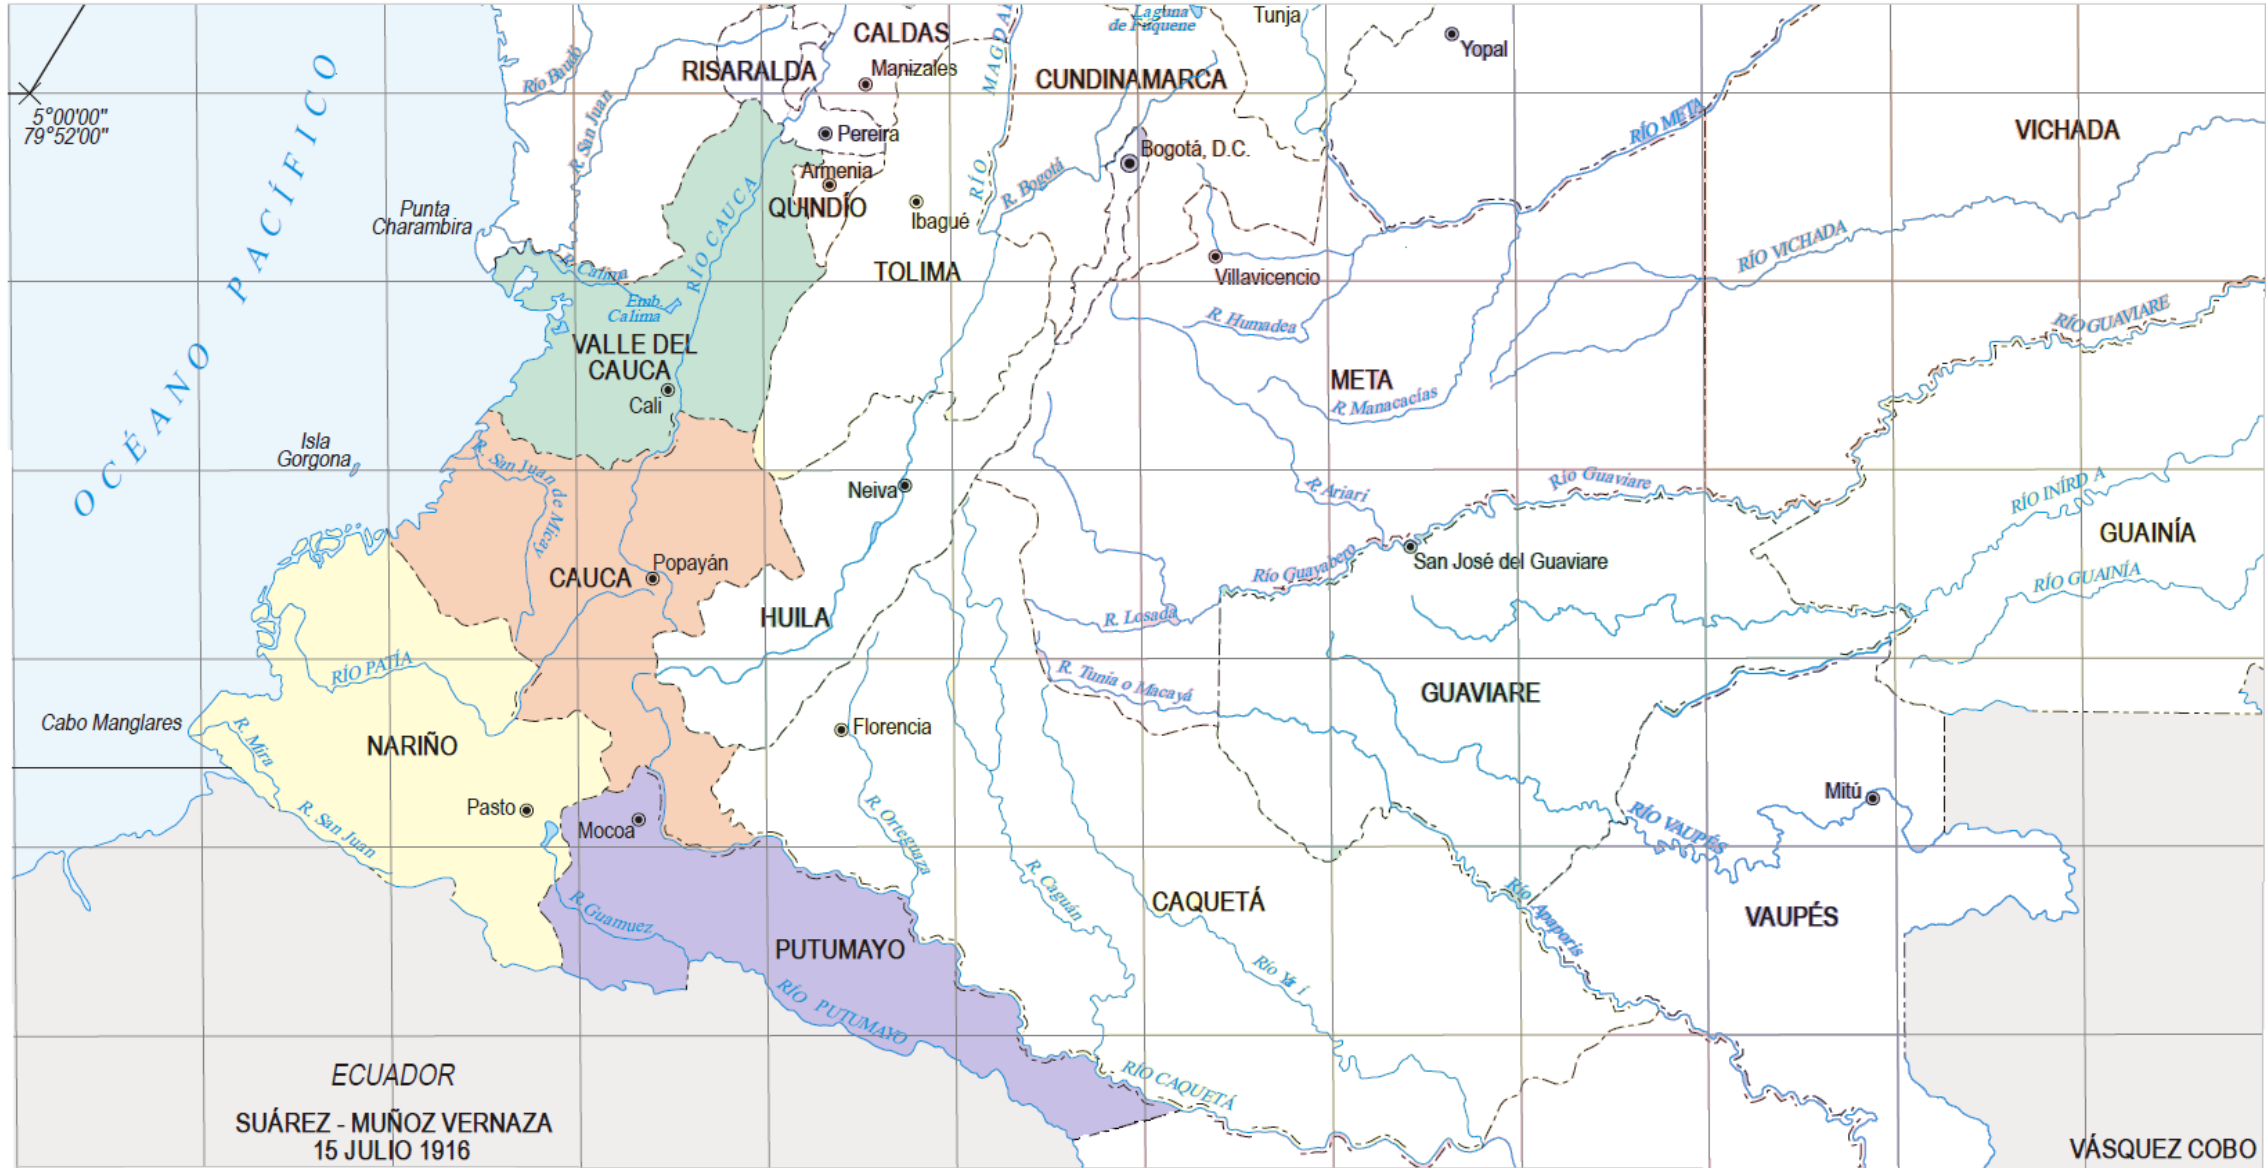 Laguna
de Fúquene
Tunja
CALDAS
MAGDAL
Yopal
RISARALDA
Manizales
CUNDINAMARCA
Río Baudó
5°00'00"
79°52'00"
R. San Juan
Pereira
RÍO META
VICHADA
Bogotá, D.C.
Armenia
RÍO
R. Bogotá
QUINDÍO
Ibagué
OCÉANO PACÍFICO
Punta
Charambira
RÍO CAUCA
R. Calima
TOLIMA
Villavicencio
RÍO VICHADA
Emb.
Calima
R. Humadea
RÍO GUAVIARE
VALLE DEL
CAUCA
Cali
META
R. Manacacías
Isla
Gorgona
R. San Juan de Micay
Neiva
R. Ariari
Río Guaviare
RÍO INÍRD A
GUAINÍA
Popayán
CAUCA
Río Guayabero
San José del Guaviare
RÍO GUAINÍA
HUILA
R. Losada
RÍO PATÍA
R. Tunia o Macayá
GUAVIARE
Cabo Manglares
R. Mira
NARIÑO
Florencia
Pasto
Mocoa
R. San Juan
R. Orteguaza
Mitú
RÍO VAUPÉS
R. Caguán
R. Guamuez
CAQUETÁ
Río Apaporis
VAUPÉS
PUTUMAYO
RÍO PUTUMAYO
Río Ya í
RÍO CAQUETÁ
ECUADOR
SUÁREZ - MUÑOZ VERNAZA
15 JULIO 1916
VÁSQUEZ COBO